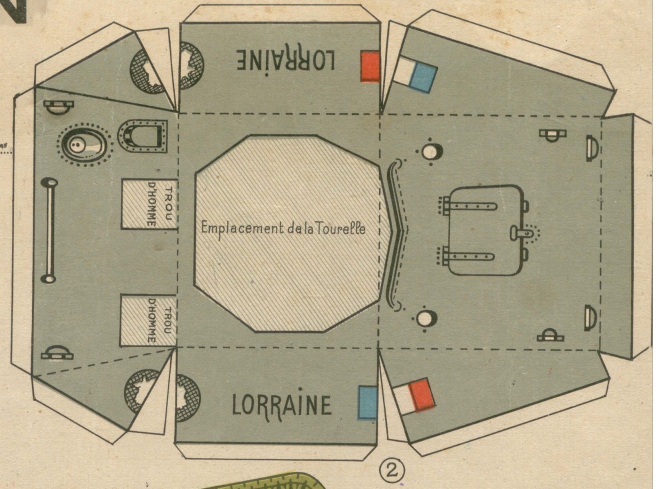 LORRAINE
TROU
D'HOMME
Emplacement de la Tourelle
TROU
D'HOMME
LORRAINE
2